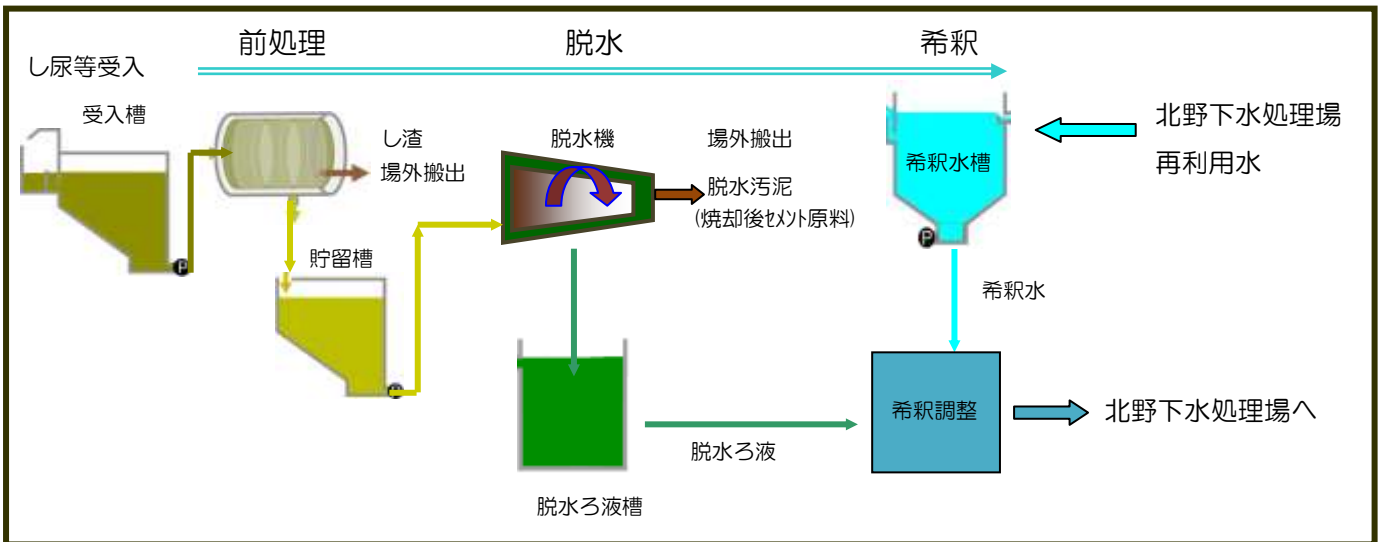 前処理
脱水
希釈
し尿等受入
受入槽
し渣
場外搬出
脱水機
場外搬出
脱水汚泥
(焼却後ｾﾒﾝﾄ原料)
希釈水槽
北野下水処理場
再利用水
P
P
貯留槽
希釈水
希釈調整
北野下水処理場へ
脱水ろ液
脱水ろ液槽